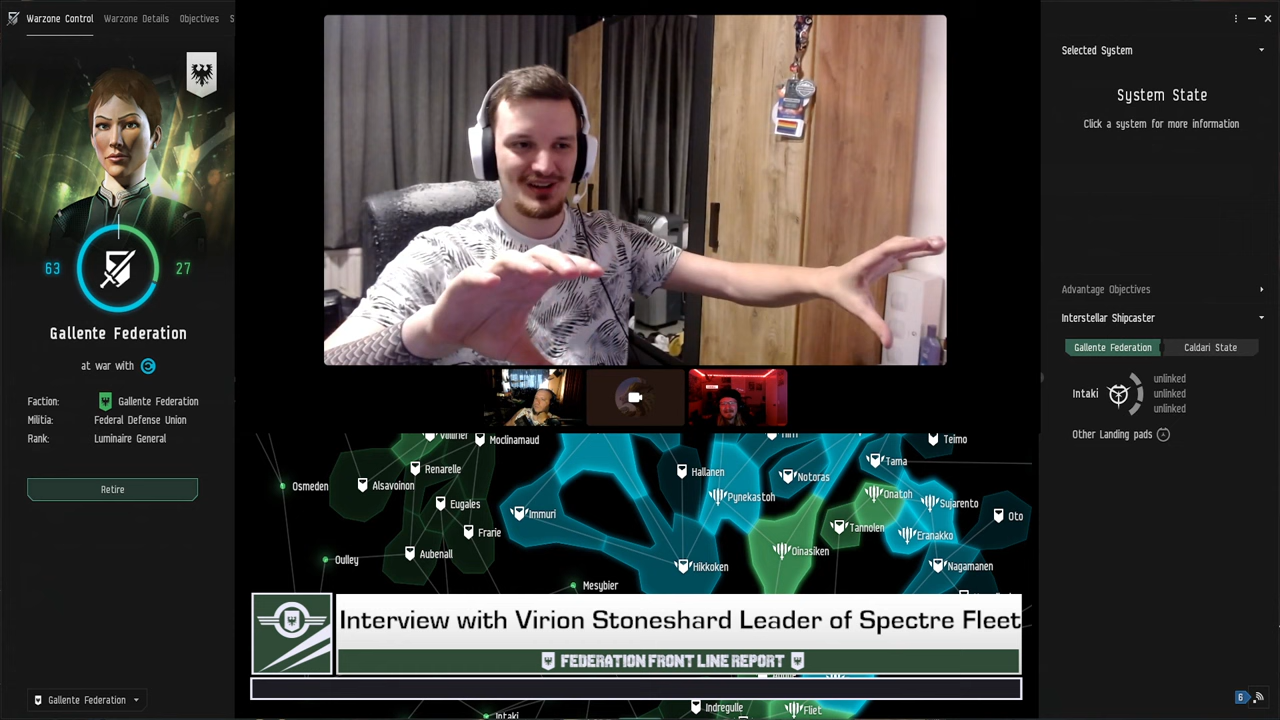 Warzone Control
Warzone Details
Objectives
S
63
27
Gallente Federation
at war with
Faction:
Gallente Federation
Militia:
Federal Defense Union
Rank:
Luminaire General
Retire
Gallente Federation
Selected System
System State
Click a system for more information
Advantage Objectives
Interstellar Shipcaster
Gallente Federation
Caldari State
Intaki
unlinked
unlinked
unlinked
Other Landing pads
6
Vlillirier
Moclinamaud
Teimo
Renarelle
Hallanen
Notoras
Tama
Osmeden
Alsavoinon
Pynekastoh
Onatoh
Sujarento
Eugales
Immuri
Oto
Frarie
Tannolen
Eranakko
Oulley
Aubenall
Hikkoken
Oinasiken
Nagamanen
Mesybier
Interview with Virion Stoneshard Leader of Spectre Fleet
FEDERATION FRONT LINE REPORT
Intaki
Indregulle
Fliet